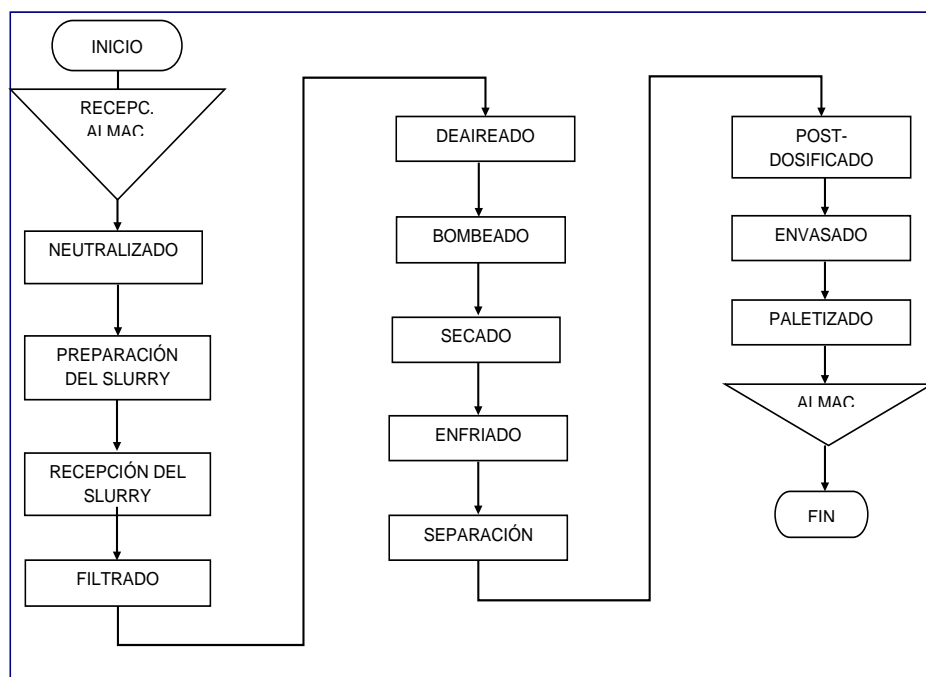 INICIO
RECEPC.
ALMAC
NEUTRALIZADO
PREPARACIÓN
DEL SLURRY
RECEPCIÓN DEL
SLURRY
FILTRADO
DEAIREADO
BOMBEADO
SECADO
ENFRIADO
SEPARACIÓN
POST-
DOSIFICADO
ENVASADO
PALETIZADO
ALMAC
FIN